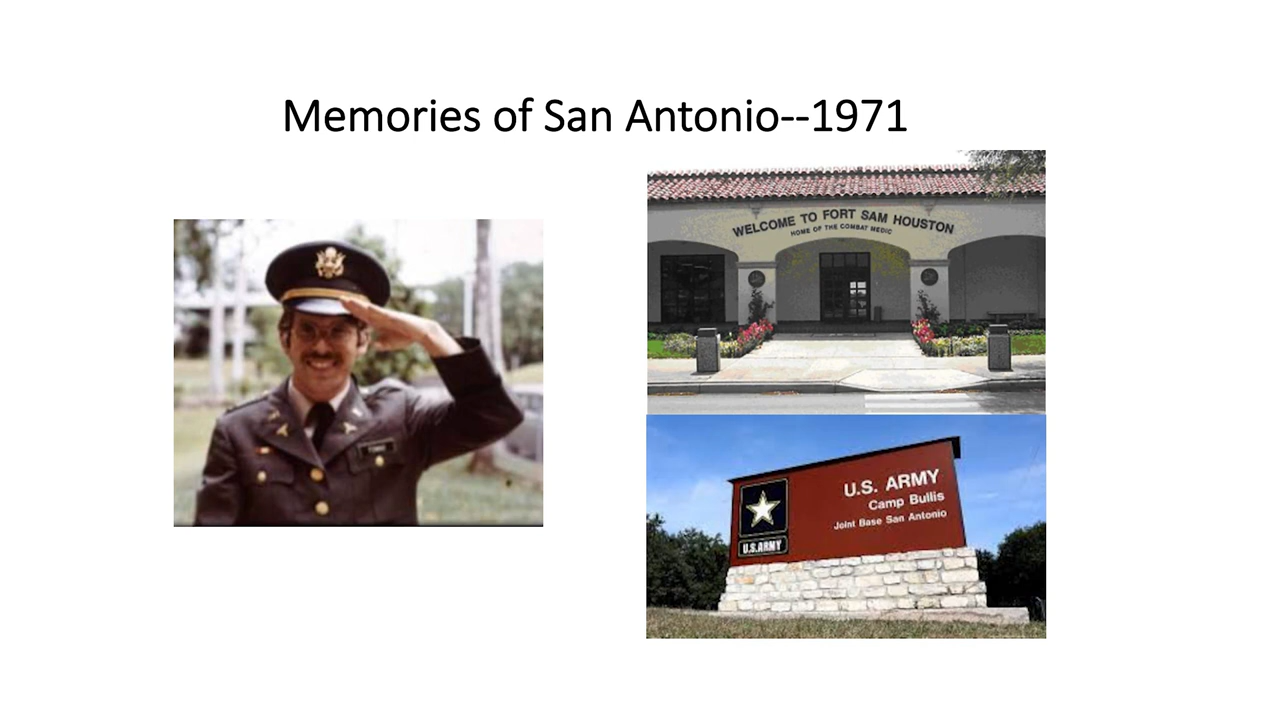 Memories of San Antonio--1971
WELCOME TO FORT SAM HOUSTON
HOME OF THE COMBAT MEDIC
U.S. ARMY
Camp Bullis
Joint Base San Antonio
U.S.ARMY